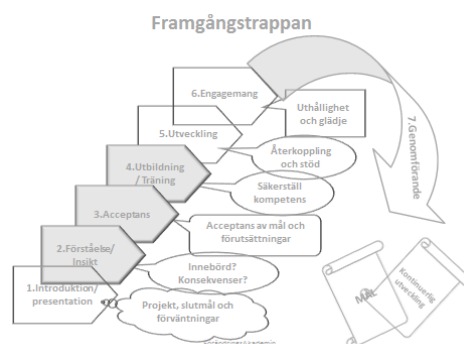 Framgångstrappan
6.Engagemang
Uthållighet
och glädje
7.Genomförande
5.Utveckling
Återkoppling
och stöd
4.Utbildning
/ Träning
Säkerställ
kompetens
3.Acceptans
Acceptans av mål och
förutsättningar
2.Förståelse/
Insikt
Innebörd?
Konsekvenser?
1.Introduktion/
presentation
Projekt, slutmål och
förväntningar
MÅL
Kontinuerlig
utveckling